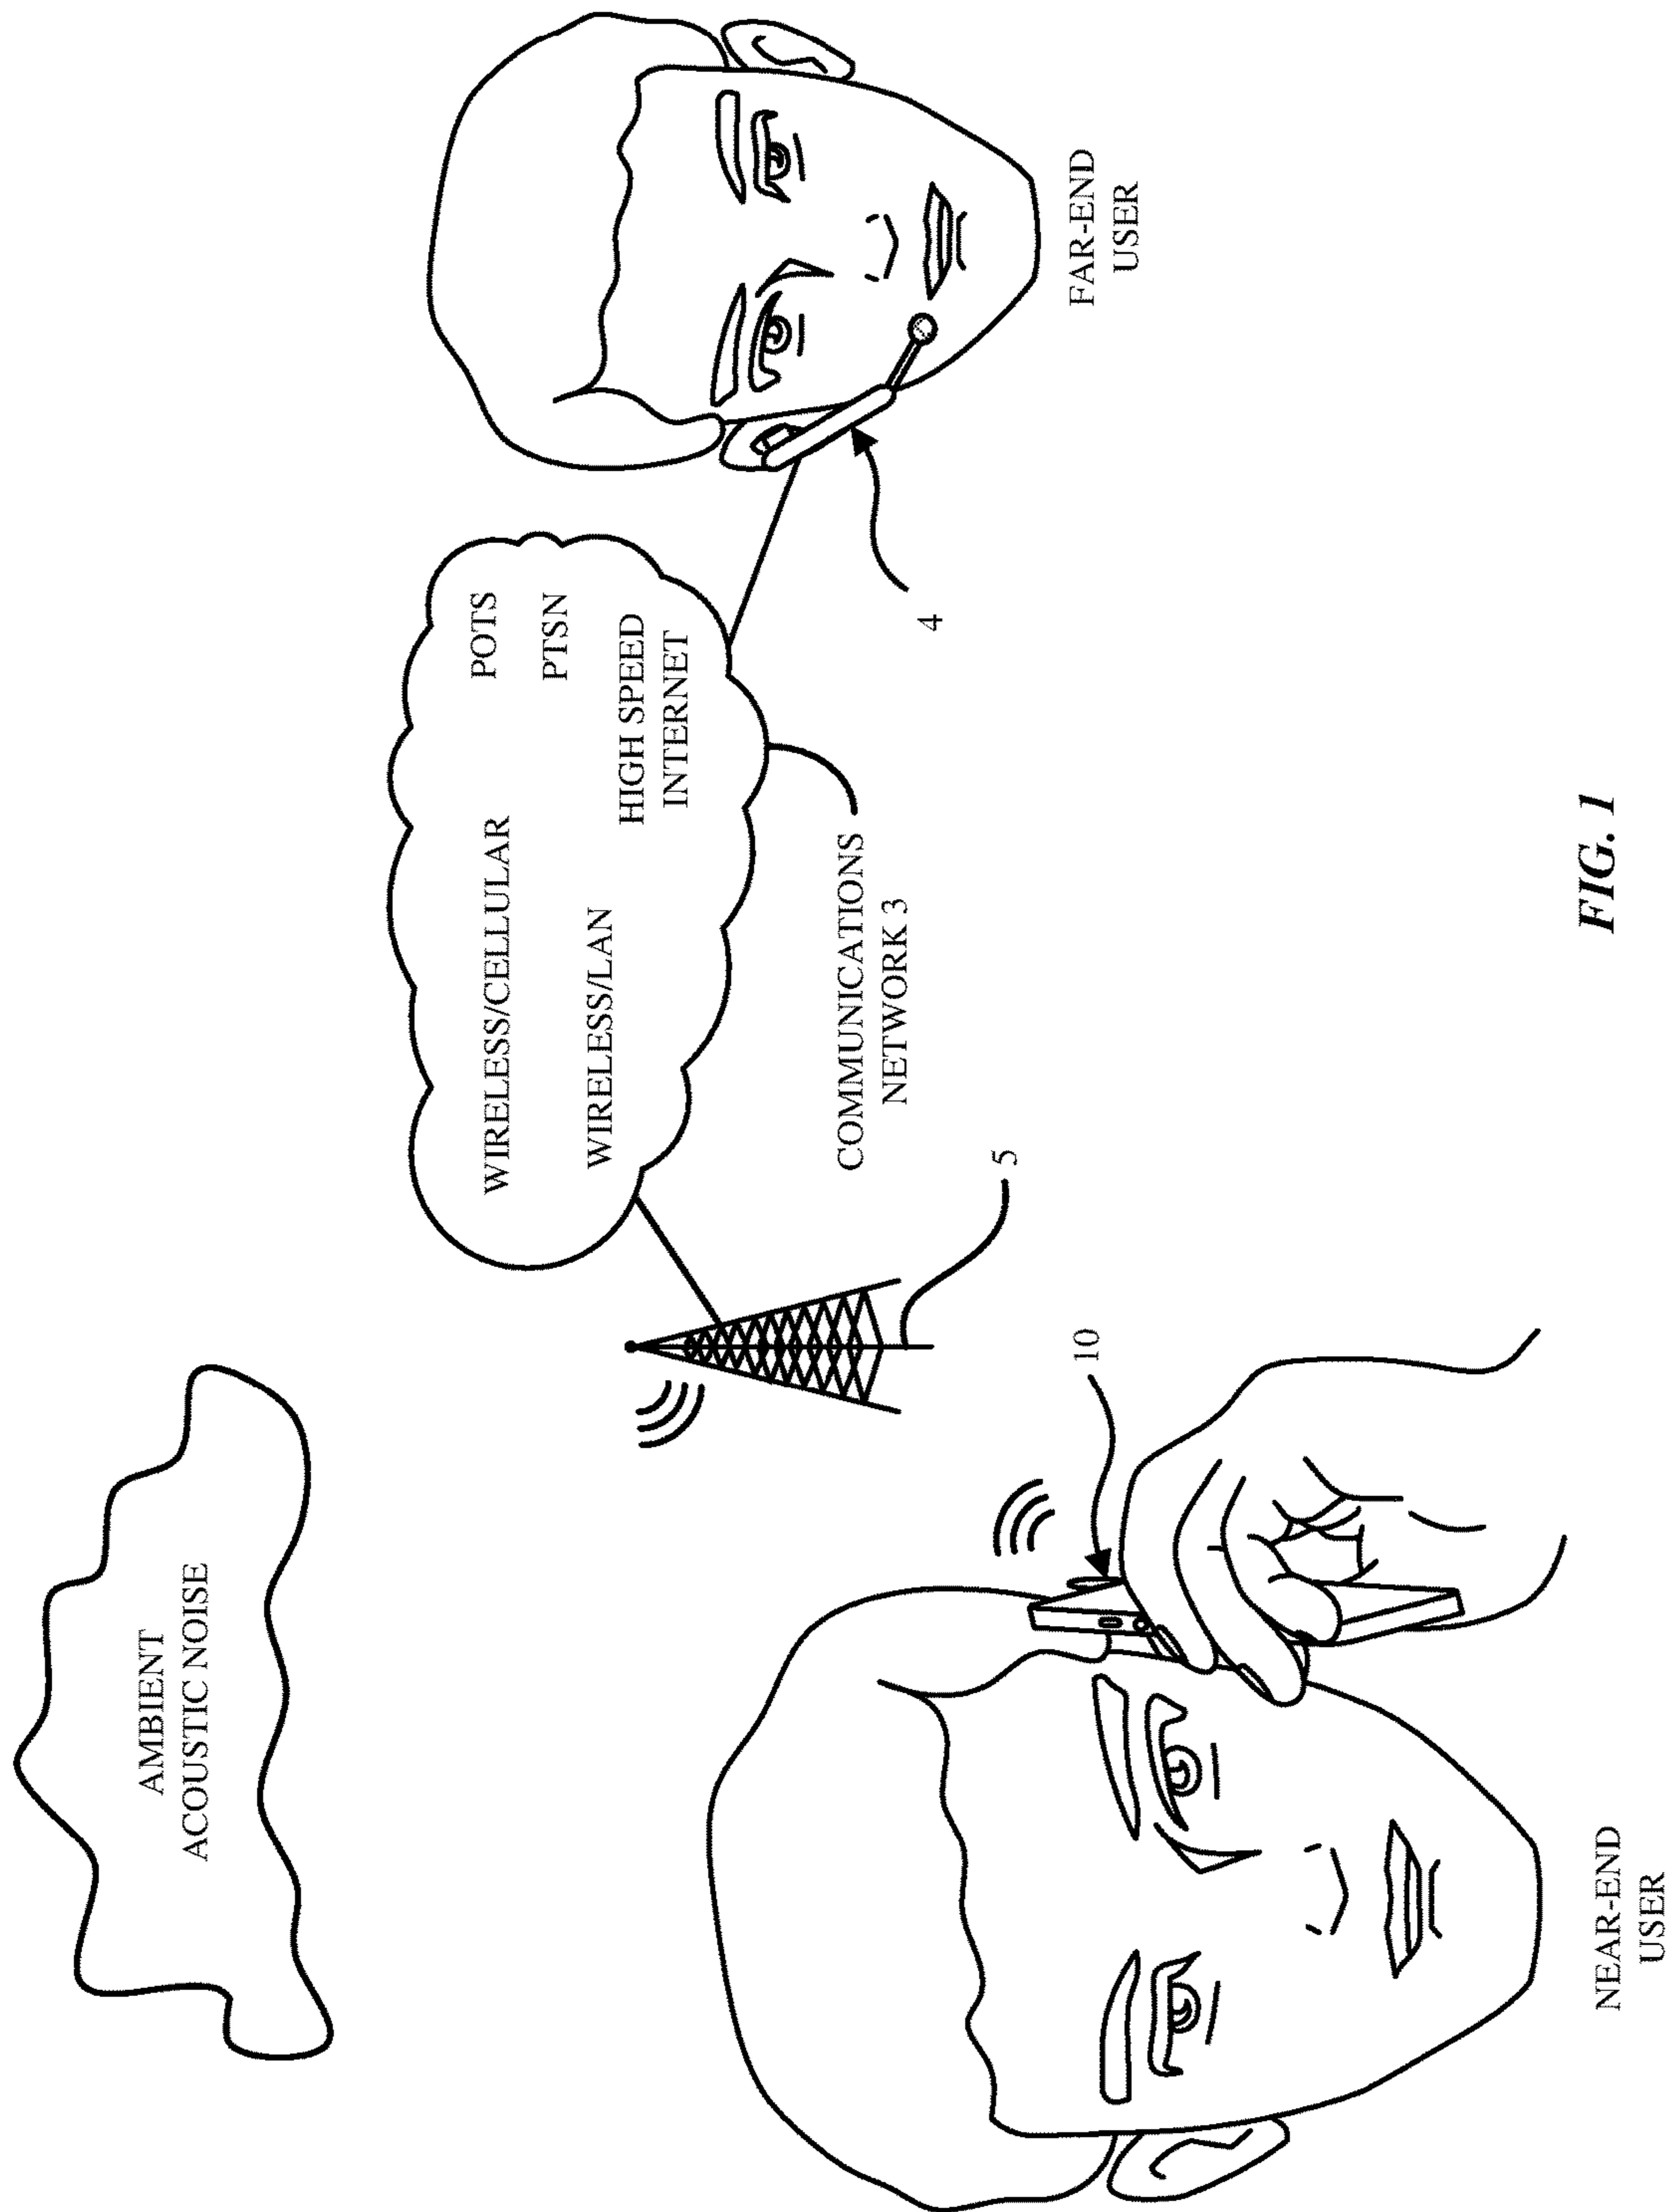 AMBIENT
ACOUSTIC NOISE
WIRELESS/CELLULAR
WIRELESS/LAN
POTS
PTSN
HIGH SPEED
INTERNET
COMMUNICATIONS
NETWORK 3
4
5
10
FAR-END
USER
NEAR-END
USER
FIG. 1